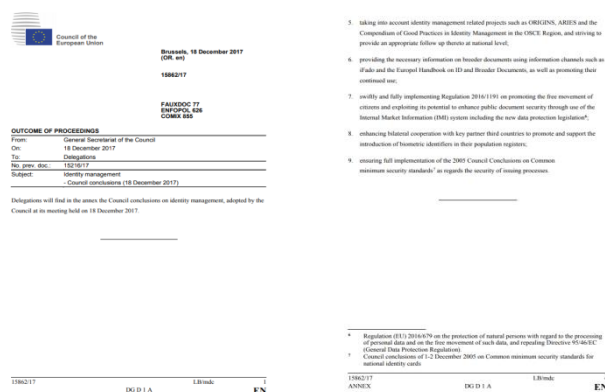 Council of the
European Union
Brussels, 18 December 2017
(OR. en)
15862/17
FAUXDOC 77
ENFOPOL 626
COMIX 855
OUTCOME OF PROCEEDINGS
From: General Secretariat of the Council
On: 18 December 2017
To: Delegations
No. prev. doc.: 15216/17
Subject: Identity management
- Council conclusions (18 December 2017)
Delegations will find in the annex the Council conclusions on identity management, adopted by the
Council at its meeting held on 18 December 2017.
15862/17 LB/mdc 1
DG D 1 A EN
5. taking into account identity management related projects such as ORIGINS, ARIES and the
Compendium of Good Practices in Identity Management in the OSCE Region, and striving to
provide an appropriate follow up thereto at national level;
6. providing the necessary information on breeder documents using information channels such as
iFado and the Europol Handbook on ID and Breeder Documents, as well as promoting their
continued use;
7. swiftly and fully implementing Regulation 2016/1191 on promoting the free movement of
citizens and exploiting its potential to enhance public document security through use of the
Internal Market Information (IMI) system including the new data protection legislation⁶;
8. enhancing bilateral cooperation with key partner third countries to promote and support the
introduction of biometric identifiers in their population registers;
9. ensuring full implementation of the 2005 Council Conclusions on Common
minimum security standards⁷ as regards the security of issuing processes.
⁶ Regulation (EU) 2016/679 on the protection of natural persons with regard to the processing
of personal data and on the free movement of such data, and repealing Directive 95/46/EC
(General Data Protection Regulation)
⁷ Council conclusions of 1-2 December 2005 on Common minimum security standards for
national identity cards
15862/17 LB/mdc
ANNEX DG D 1 A EN